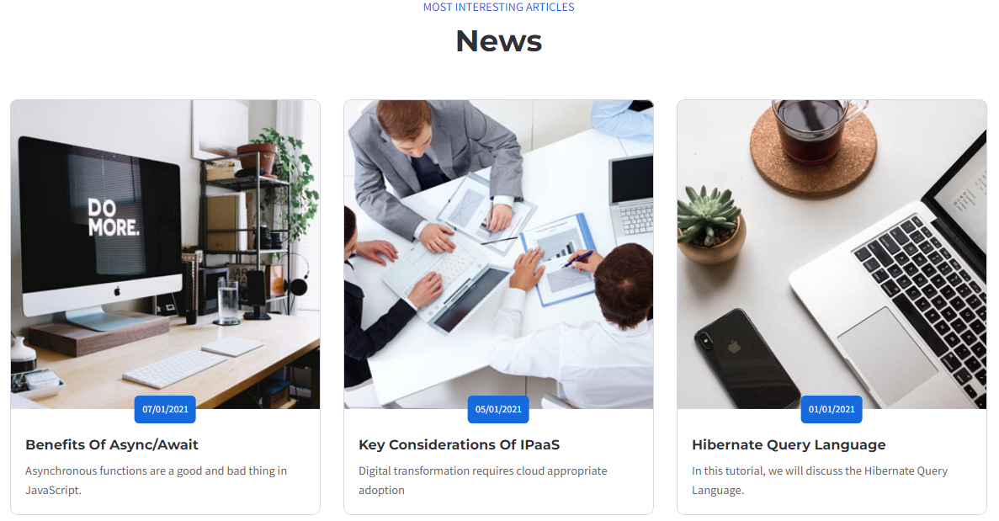 MOST INTERESTING ARTICLES
News
DO
MORE.
07/01/2021
Benefits Of Async/Await
Asynchronous functions are a good and bad thing in
JavaScript.
05/01/2021
Key Considerations Of IPaaS
Digital transformation requires cloud appropriate
adoption
01/01/2021
Hibernate Query Language
In this tutorial, we will discuss the Hibernate Query
Language.